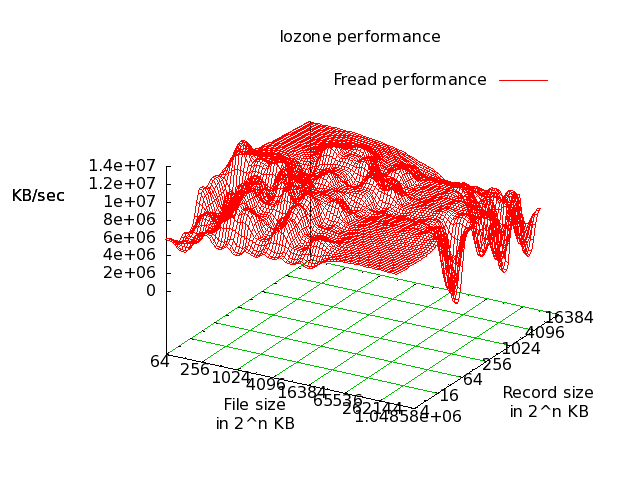 Iozone performance
Fread performance
1.4e+07
1.2e+07
1e+07
8e+06
6e+06
4e+06
2e+06
0
KB/sec
64
256
1024
4096
16384
65536
262144
1.04858e+06
File size
in 2^n KB
4
16
64
256
1024
4096
16384
Record size
in 2^n KB